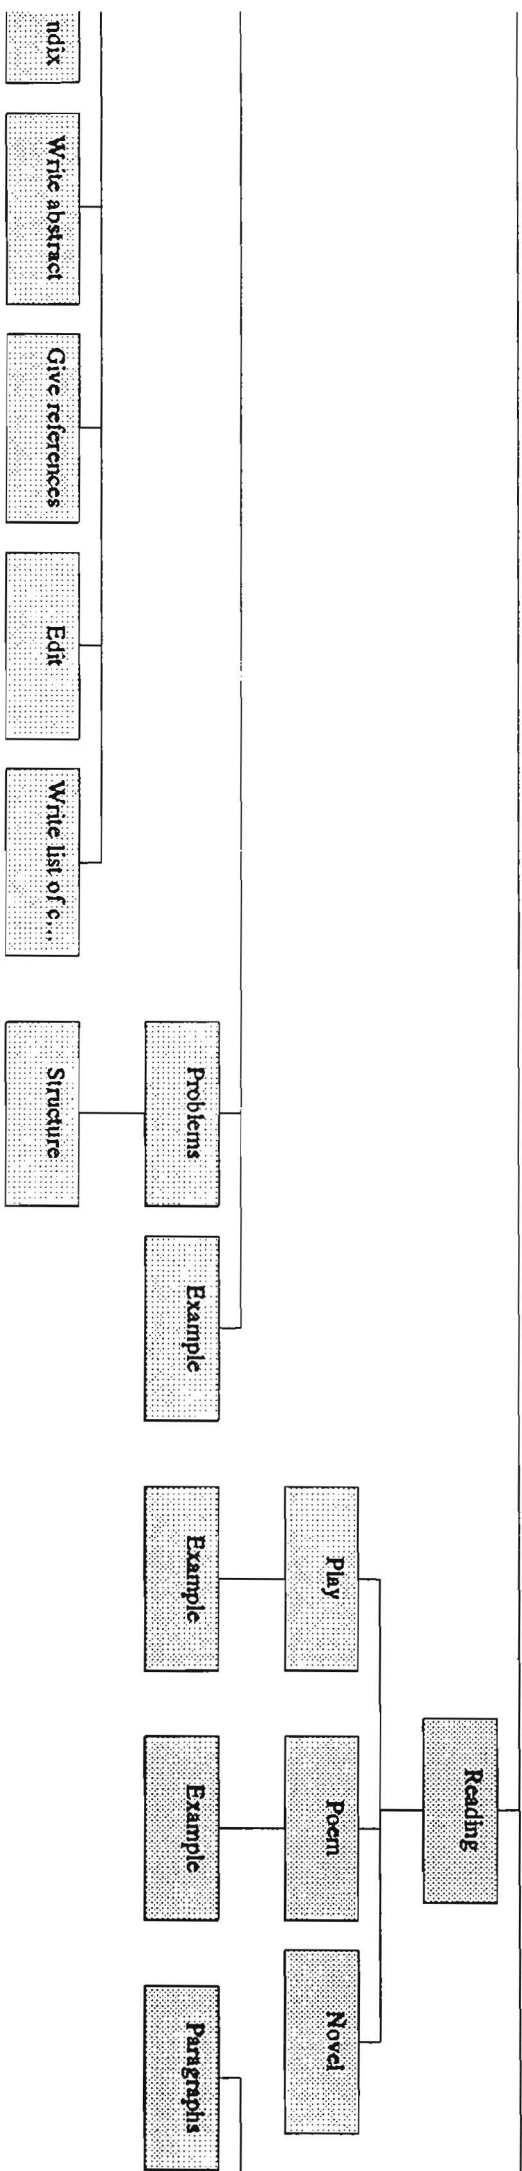 Reading
Play
Poem
Novel
Problems
Example
Example
Example
Paragraphs
ndix
Write abstract
Give references
Edit
Write list of c...
Structure